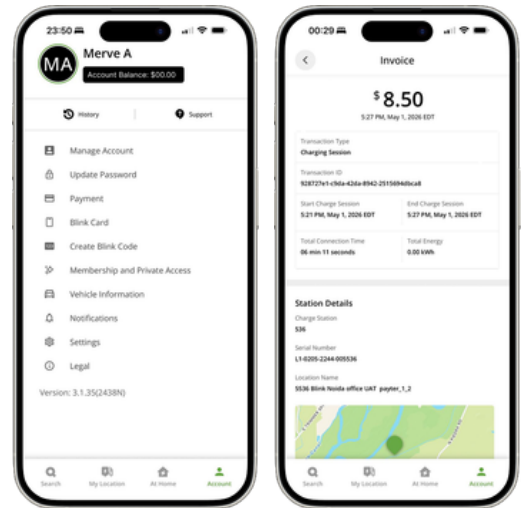 23:50
MA
Merve A
Account Balance: $00.00
History
Support
Manage Account
Update Password
Payment
Blink Card
Create Blink Code
Membership and Private Access
Vehicle Information
Notifications
Settings
Legal
Version: 3.1.35(2438N)
Search
My Location
At Home
Account
00:29
Invoice
$ 8.50
5:27 PM, May 1, 2026 EDT
Transaction Type
Charging Session
Transaction ID
928727e1-c9da-42da-8942-2515694dbca8
Start Charge Session
5:21 PM, May 1, 2026 EDT
End Charge Session
5:27 PM, May 1, 2026 EDT
Total Connection Time
06 min 11 seconds
Total Energy
0.00 kWh
Station Details
Charge Station
536
Serial Number
L1-0205-2244-005536
Location Name
5536 Blink Noida office UAT payter_1_2
Search
My Location
At Home
Account